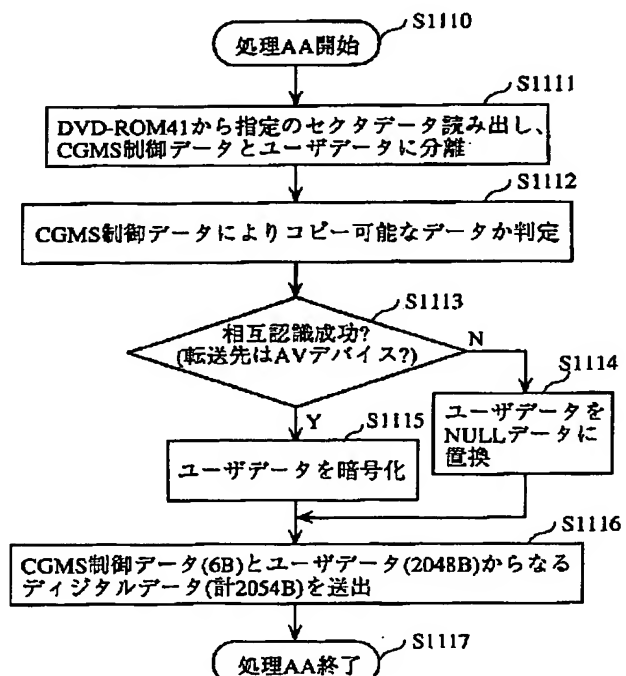 S1110
処理AA開始
S1111
DVD-ROM41から指定のセクタデータ読み出し、
CGMS制御データとユーザデータに分離
S1112
CGMS制御データによりコピー可能なデータか判定
S1113
相互認識成功?
(転送先はAVデバイス?)
N
S1114
ユーザデータを
NULLデータに
置換
Y
S1115
ユーザデータを暗号化
S1116
CGMS制御データ(6B)とユーザデータ(2048B)からなる
ディジタルデータ(計2054B)を送出
S1117
処理AA終了